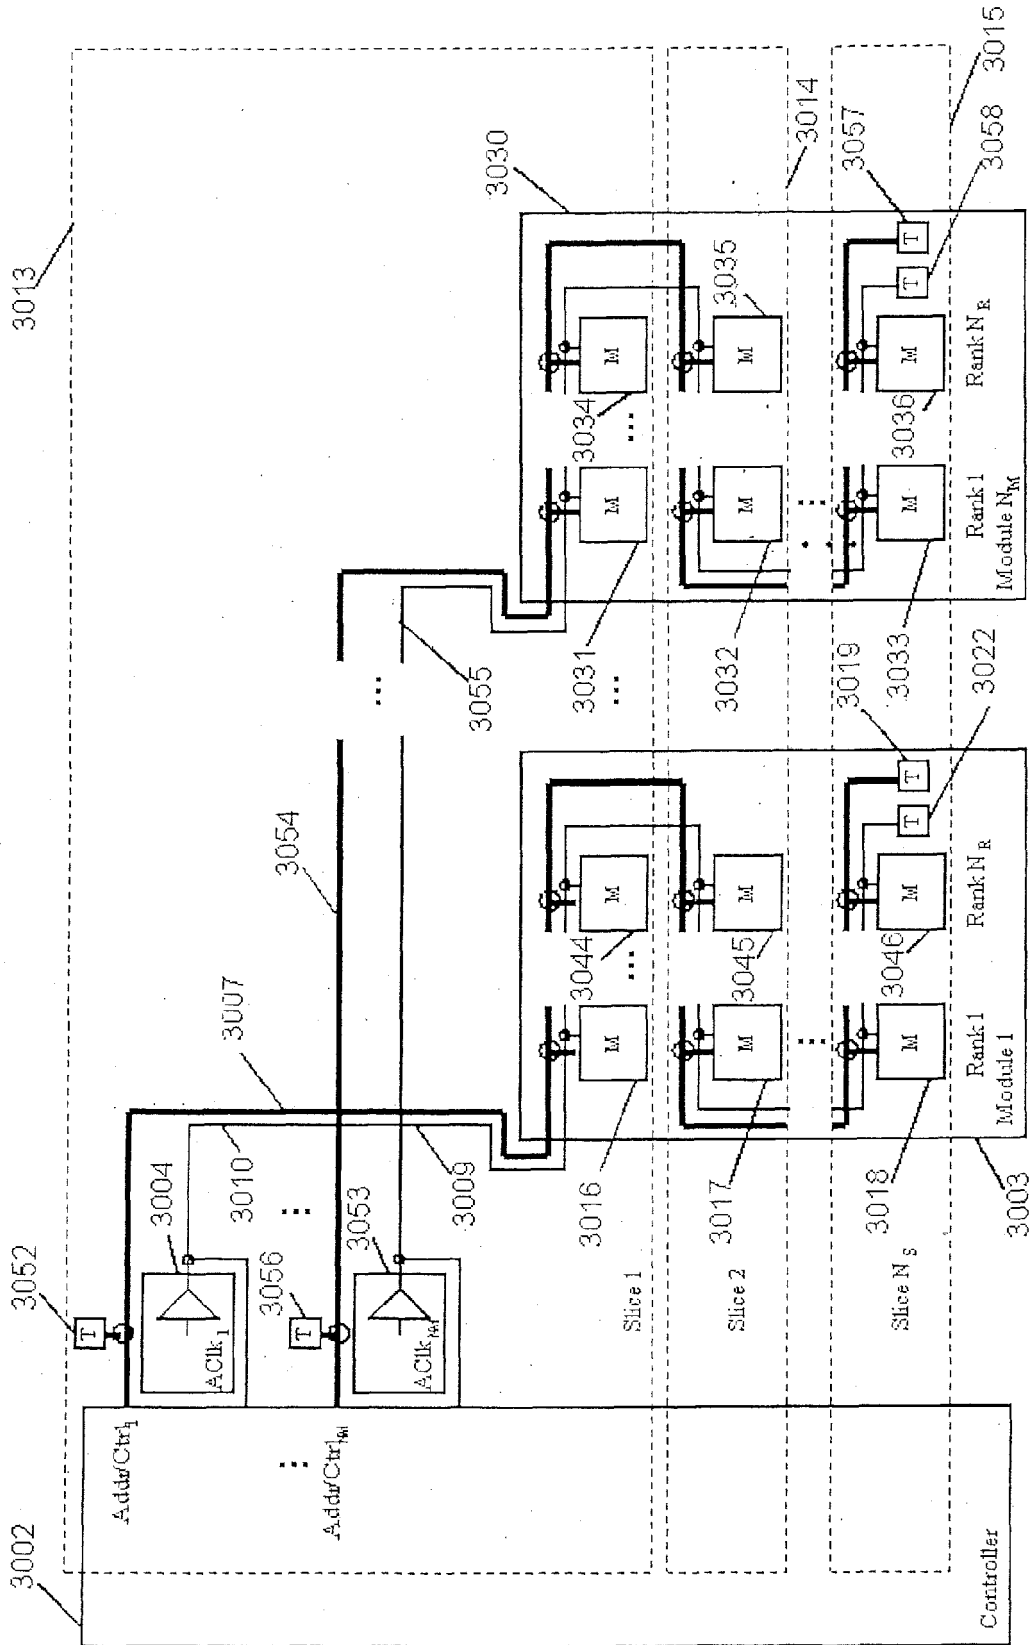 3002
Controller
Addr/Ctrl1
⋮
Addr/CtrlNM
3052
T
AClk1
3004
3010
3009
3007
3056
T
AClkNM
3053
3054
3055
...
3013
Slice 1
Slice 2
Slice NS
3016
M
3044
M
...
3017
M
3045
M
3018
M
3046
M
T
T
3019
3022
Rank 1
Rank NR
Module 1
3003
...
3030
3031
M
3034
M
...
3032
M
3035
M
3033
M
3036
M
T
T
3057
3058
Rank 1
Rank NR
Module NM
3014
3015